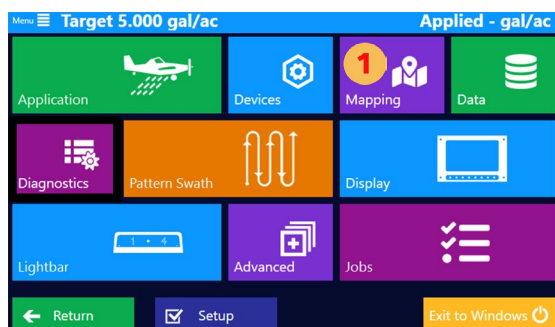 Menu Target 5.000 gal/ac Applied - gal/ac
1
Application Devices Mapping Data
Diagnostics Pattern Swath Display
1 • 4
Lightbar Advanced Jobs
Return Setup Exit to Windows